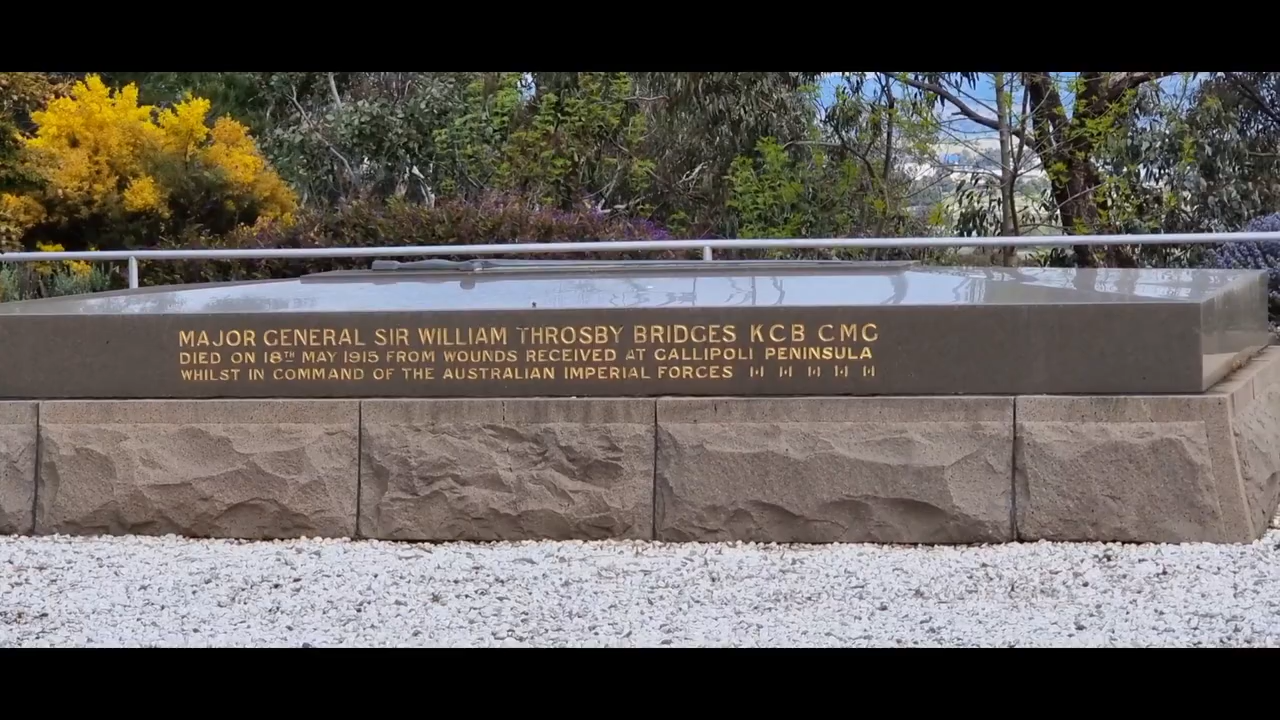 MAJOR GENERAL SIR WILLIAM THROSBY BRIDGES KCB CMG
DIED ON 18TH MAY 1915 FROM WOUNDS RECEIVED AT GALLIPOLI PENINSULA
WHILST IN COMMAND OF THE AUSTRALIAN IMPERIAL FORCES